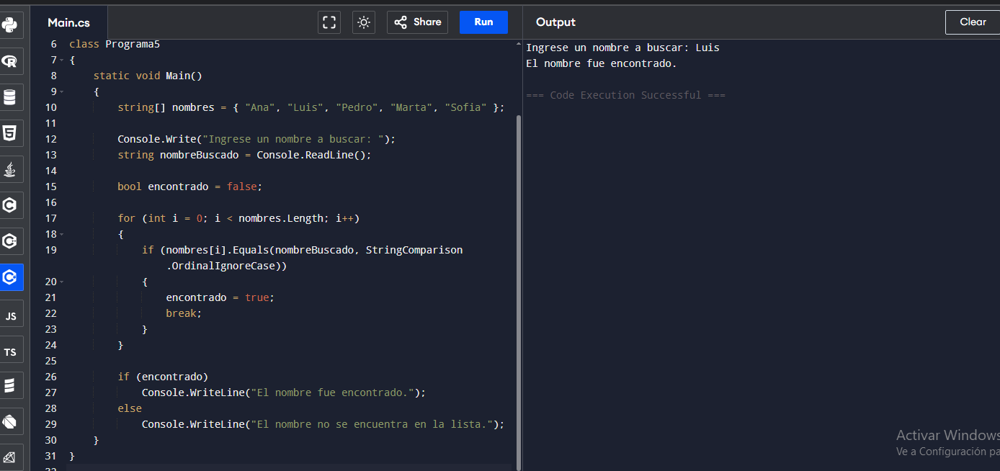 Main.cs
Share
Run
Output
Clear
6 class Programa5
7 {
8 static void Main()
9 {
10 string[] nombres = { "Ana", "Luis", "Pedro", "Marta", "Sofia" };
11
12 Console.Write("Ingrese un nombre a buscar: ");
13 string nombreBuscado = Console.ReadLine();
14
15 bool encontrado = false;
16
17 for (int i = 0; i < nombres.Length; i++)
18 {
19 if (nombres[i].Equals(nombreBuscado, StringComparison
.OrdinalIgnoreCase))
20 {
21 encontrado = true;
22 break;
23 }
24 }
25
26 if (encontrado)
27 Console.WriteLine("El nombre fue encontrado.");
28 else
29 Console.WriteLine("El nombre no se encuentra en la lista.");
30 }
31 }
32
Ingrese un nombre a buscar: Luis
El nombre fue encontrado.
=== Code Execution Successful ===
JS
TS
Activar Windows
Ve a Configuración pa